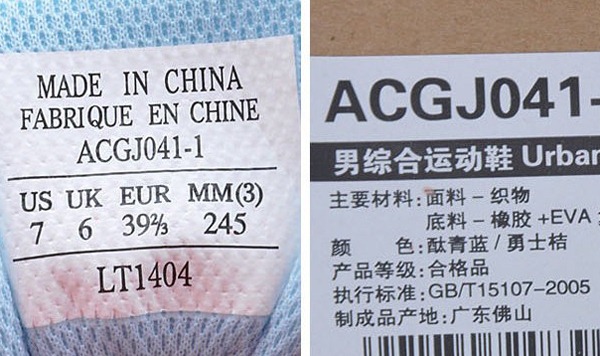 MADE IN CHINA
FABRIQUE EN CHINE
ACGJ041-1
US UK EUR MM(3)
7 6 39⅔ 245
LT1404
ACGJ041-
男综合运动鞋 Urban
主要材料:面料－织物
底料－橡胶+EVA
颜 色:酞青蓝/勇士桔
产品等级:合格品
执行标准:GB/T15107-2005
制成品产地:广东佛山